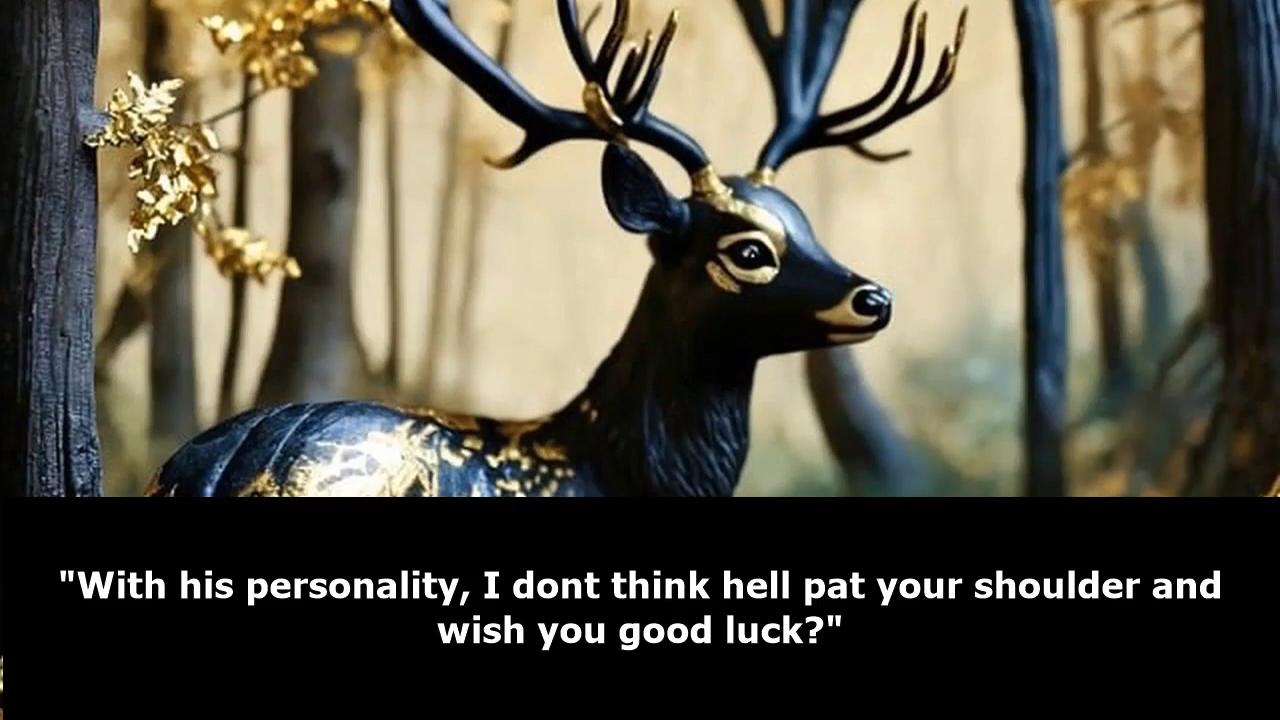 "With his personality, I dont think hell pat your shoulder and
wish you good luck?"